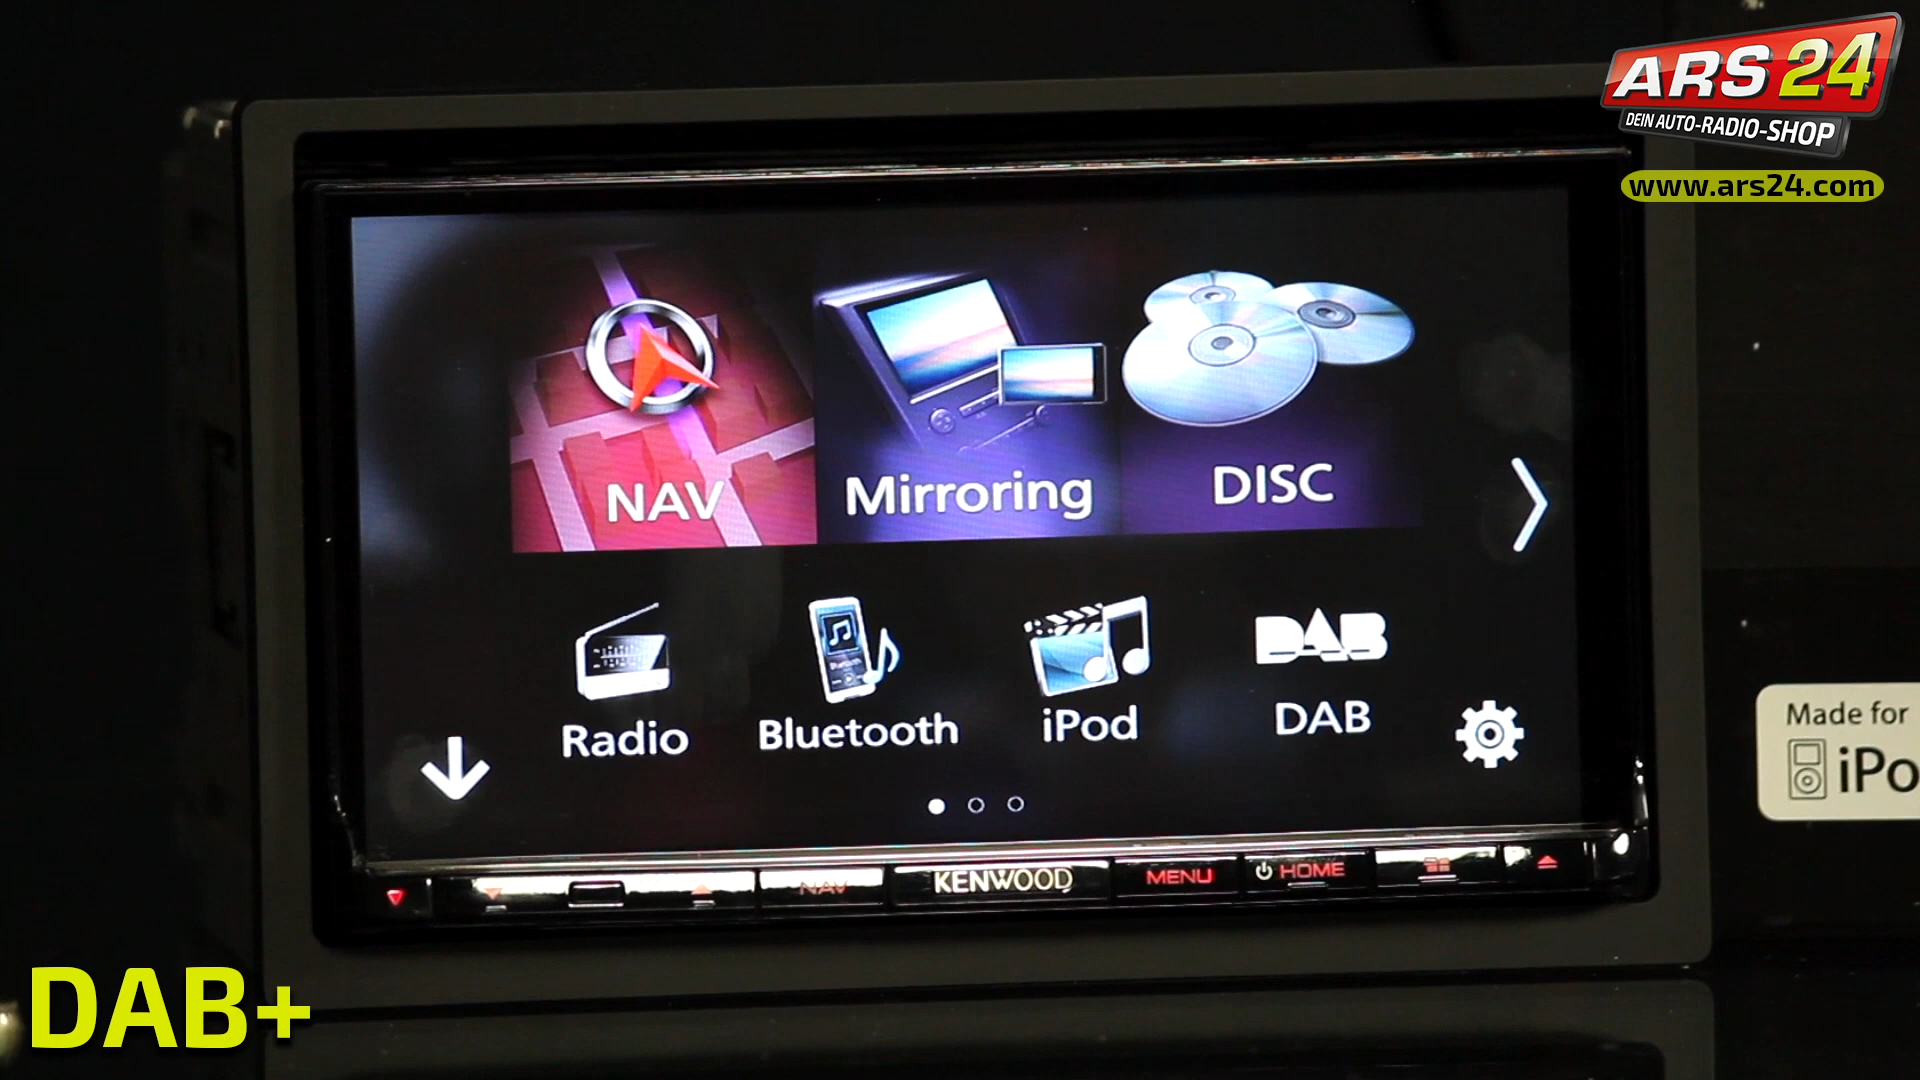 ARS 24
DEIN AUTO-RADIO-SHOP
www.ars24.com
NAV
Mirroring
DISC
Radio
Bluetooth
iPod
DAB
DAB
Made for
iPo
NAV
KENWOOD
MENU
HOME
DAB+